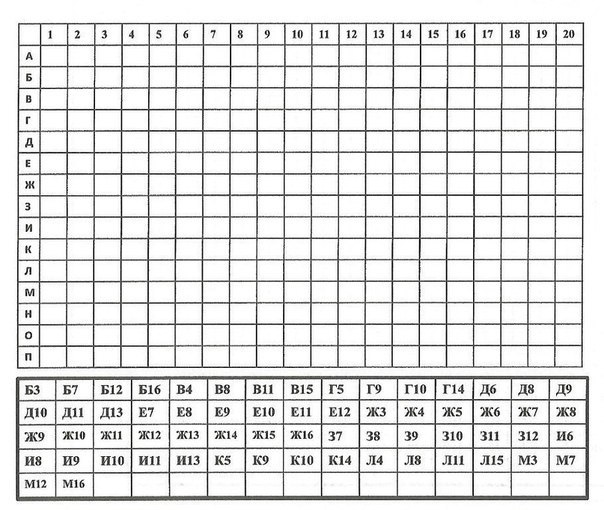 1 2 3 4 5 6 7 8 9 10 11 12 13 14 15 16 17 18 19 20
А
Б
В
Г
Д
Е
Ж
З
И
К
Л
М
Н
О
П
Б3 Б7 Б12 Б16 В4 В8 В11 В15 Г5 Г9 Г10 Г14 Д6 Д8 Д9
Д10 Д11 Д13 Е7 Е8 Е9 Е10 Е11 Е12 Ж3 Ж4 Ж5 Ж6 Ж7 Ж8
Ж9 Ж10 Ж11 Ж12 Ж13 Ж14 Ж15 Ж16 З7 З8 З9 З10 З11 З12 И6
И8 И9 И10 И11 И13 К5 К9 К10 К14 Л4 Л8 Л11 Л15 М3 М7
М12 М16